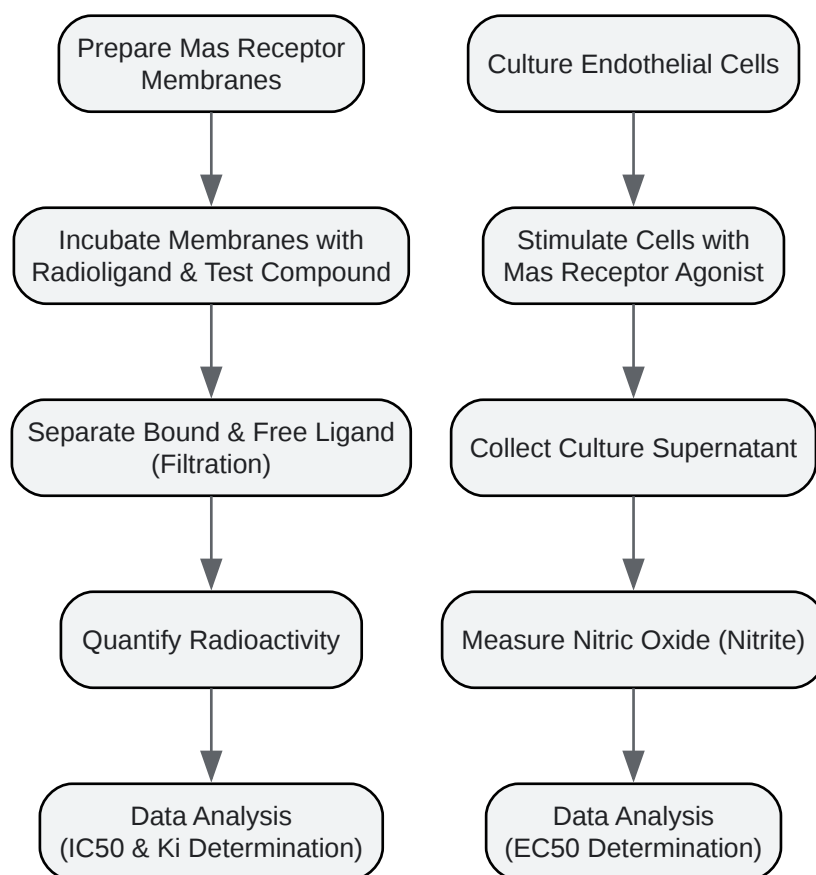 Prepare Mas Receptor
Membranes
Incubate Membranes with
Radioligand & Test Compound
Separate Bound & Free Ligand
(Filtration)
Quantify Radioactivity
Data Analysis
(IC50 & Ki Determination)
Culture Endothelial Cells
Stimulate Cells with
Mas Receptor Agonist
Collect Culture Supernatant
Measure Nitric Oxide (Nitrite)
Data Analysis
(EC50 Determination)